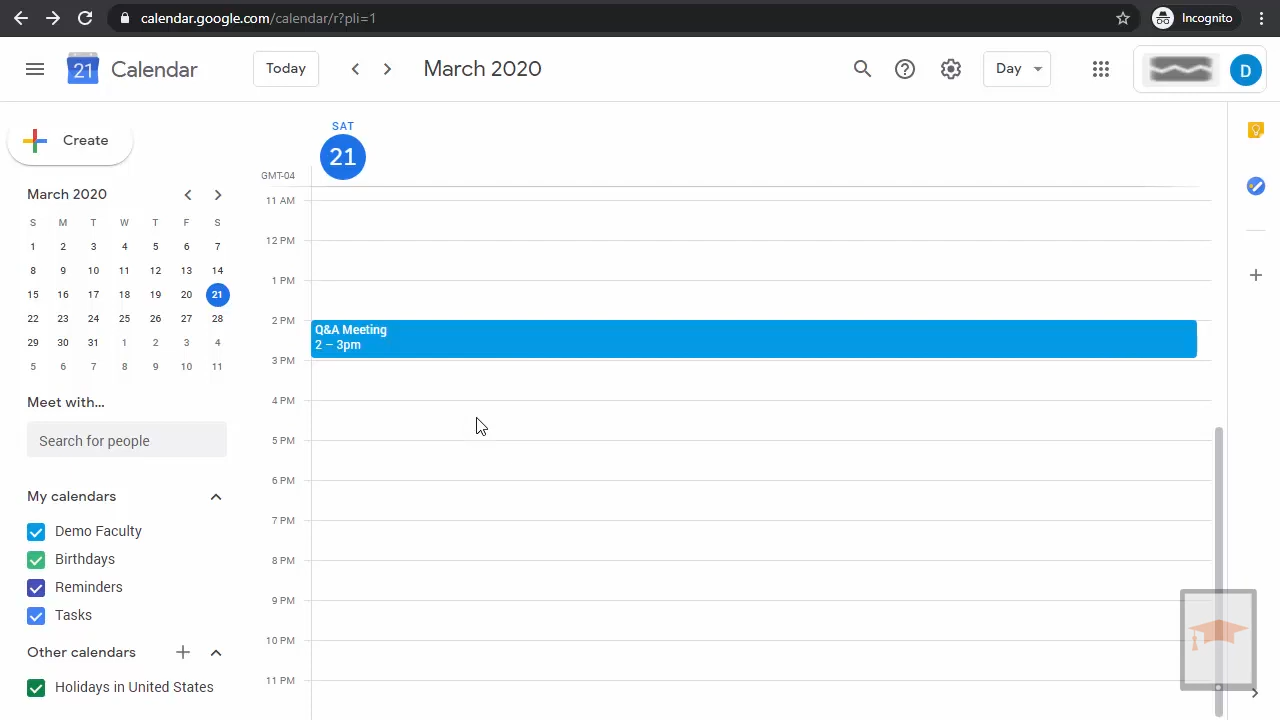 calendar.google.com/calendar/r?pli=1
Incognito
21 Calendar
Today
March 2020
Day
D
Create
SAT
21
GMT-04
March 2020
S M T W T F S
1 2 3 4 5 6 7
8 9 10 11 12 13 14
15 16 17 18 19 20 21
22 23 24 25 26 27 28
29 30 31 1 2 3 4
5 6 7 8 9 10 11
Meet with...
Search for people
My calendars
Demo Faculty
Birthdays
Reminders
Tasks
Other calendars
Holidays in United States
11 AM
12 PM
1 PM
2 PM
Q&A Meeting
2 – 3pm
3 PM
4 PM
5 PM
6 PM
7 PM
8 PM
9 PM
10 PM
11 PM